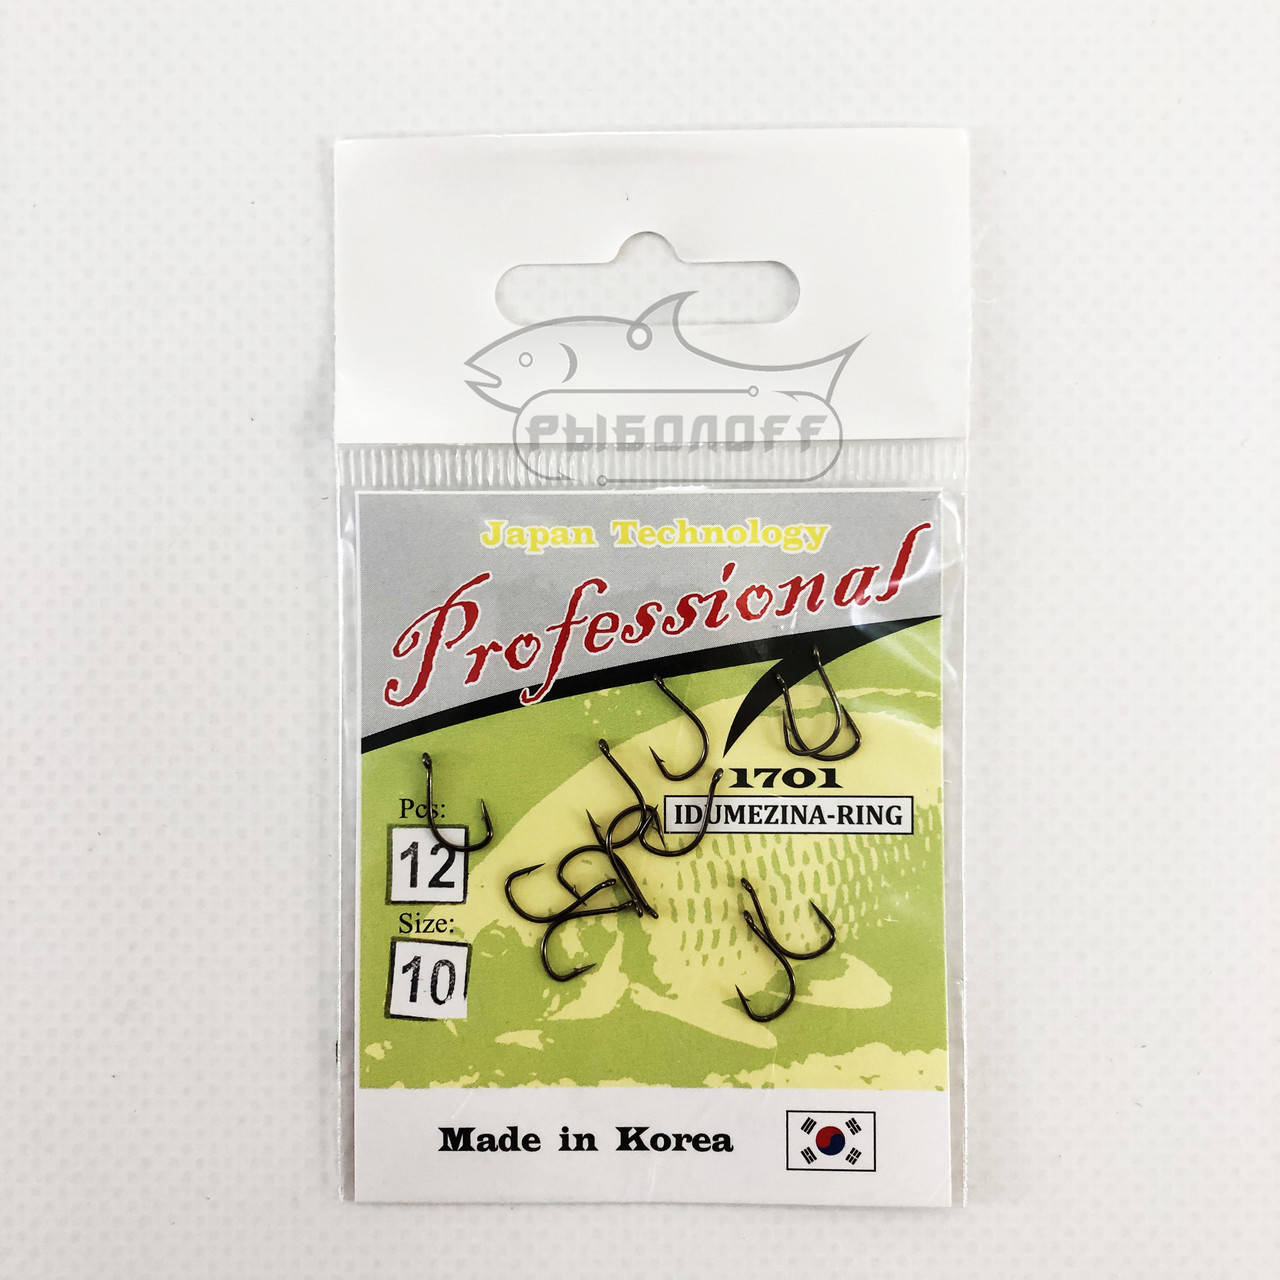 РЫБОЛОFF
Japan Technology
Professional
1701
IDUMEZINA-RING
Pcs:
12
Size:
10
Made in Korea